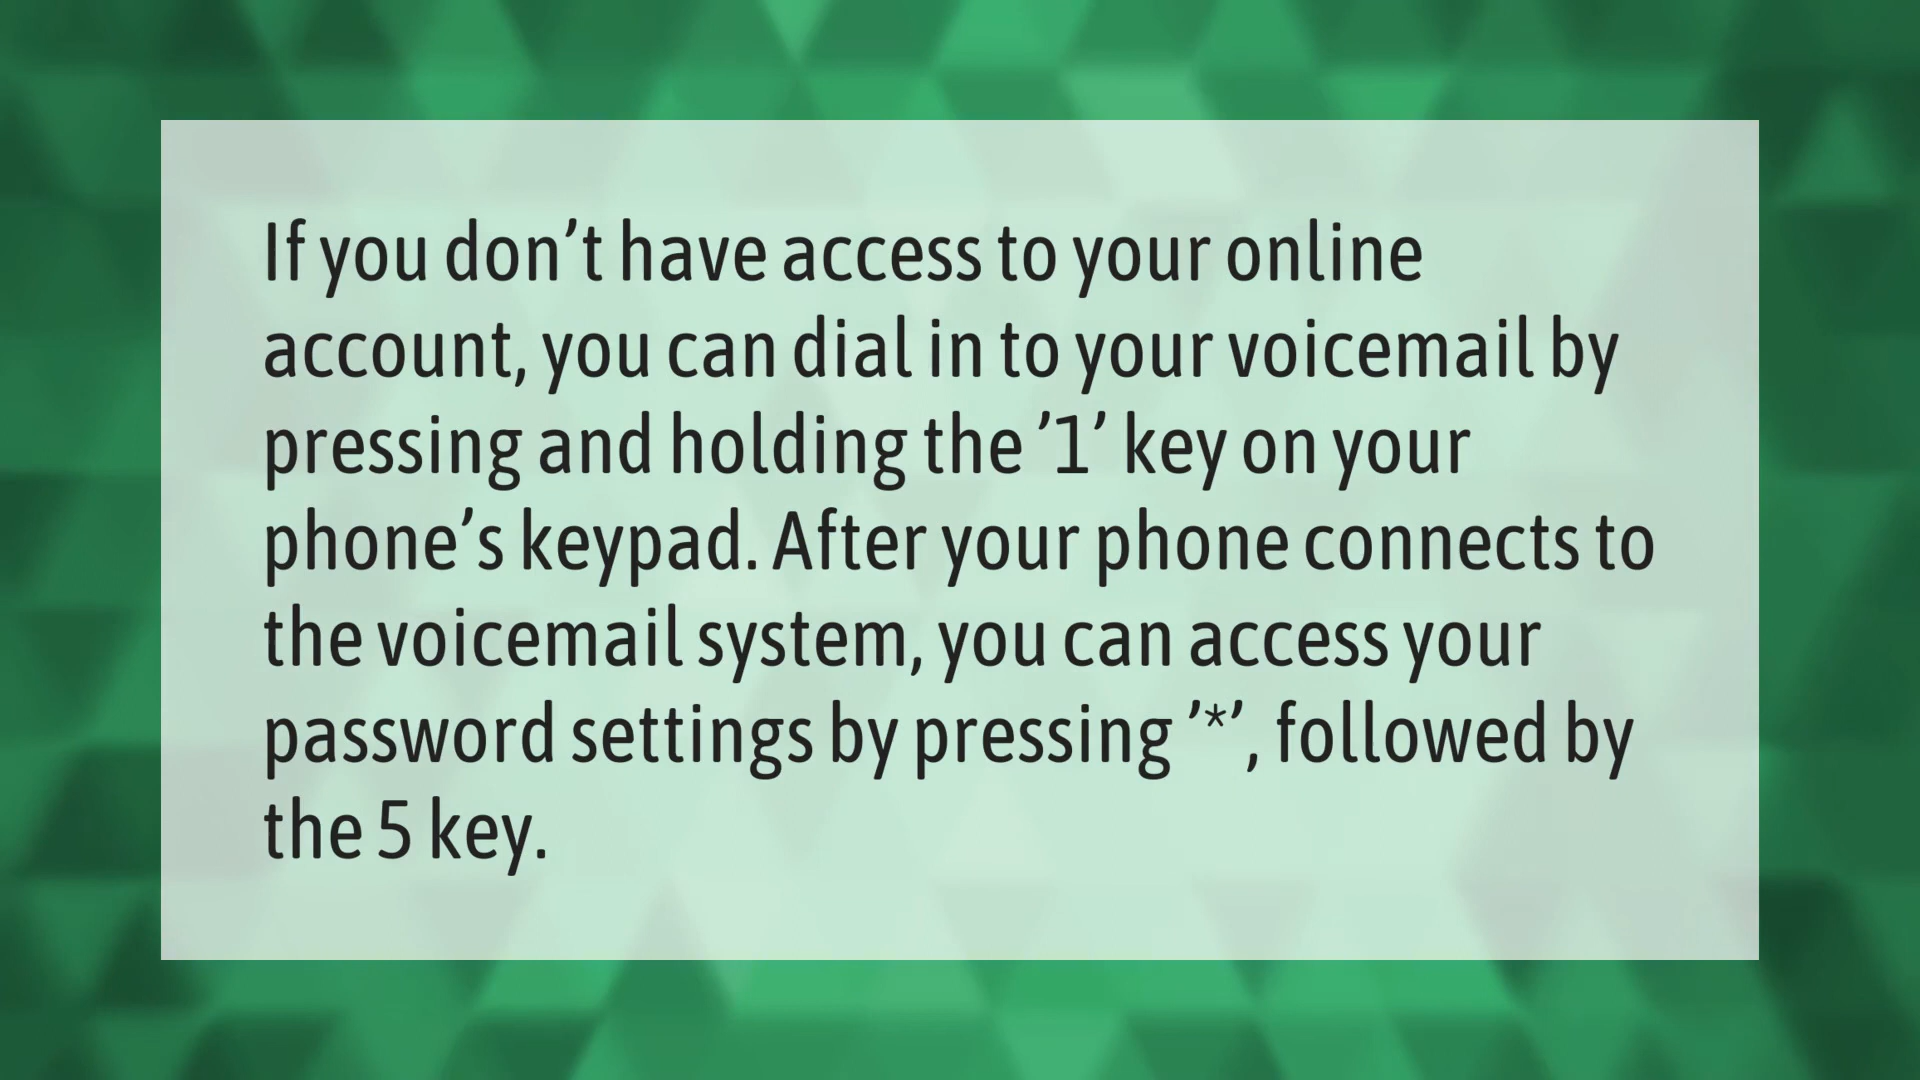 If you don’t have access to your online
account, you can dial in to your voicemail by
pressing and holding the ’1’ key on your
phone’s keypad. After your phone connects to
the voicemail system, you can access your
password settings by pressing ’*’, followed by
the 5 key.